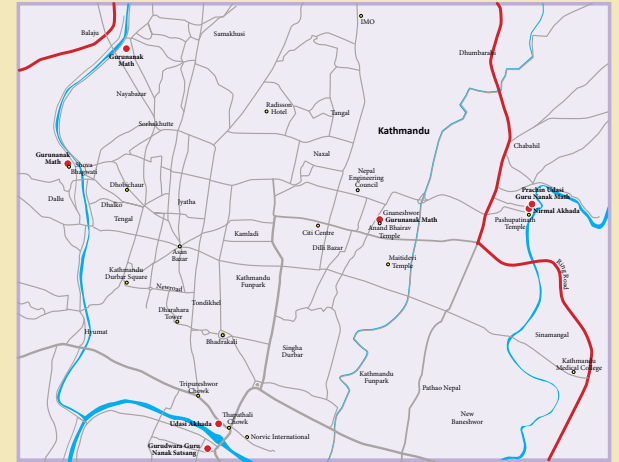 IMO
Balaju
Samakhusi
Dhumbarahi
Gurunanak
Math
Nayabazar
Radisson
Hotel
Tangal
Soohakhutte
Kathmandu
Chabahil
Naxal
Gurunanak
Math
Shova
Bhagwati
Nepal
Engineering
Council
Dhobichaur
Dallu
Dhalko
Jyatha
Prachin Udasi
Guru Nanak Math
Nirmal Akhada
Pashupatinath
Temple
Tengal
Gnaneshwor
Gurunanak Math
Anand Bhairav
Temple
Kamladi
Citi Centre
Dilli Bazar
Asan
Bazar
Maitidevi
Temple
Ring Road
Kathmandu
Durbar Square
Newroad
Kathmandu
Funpark
Tondikhel
Dharahara
Tower
Hyumat
Bhadrakali
Singha
Durbar
Sinamangal
Kathmandu
Medical College
Kathmandu
Funpark
Pathao Nepal
Tripureshwor
Chowk
New
Baneshwor
Thapathali
Chowk
Udasi Akhada
Norvic International
Gurudwara Guru
Nanak Satsang